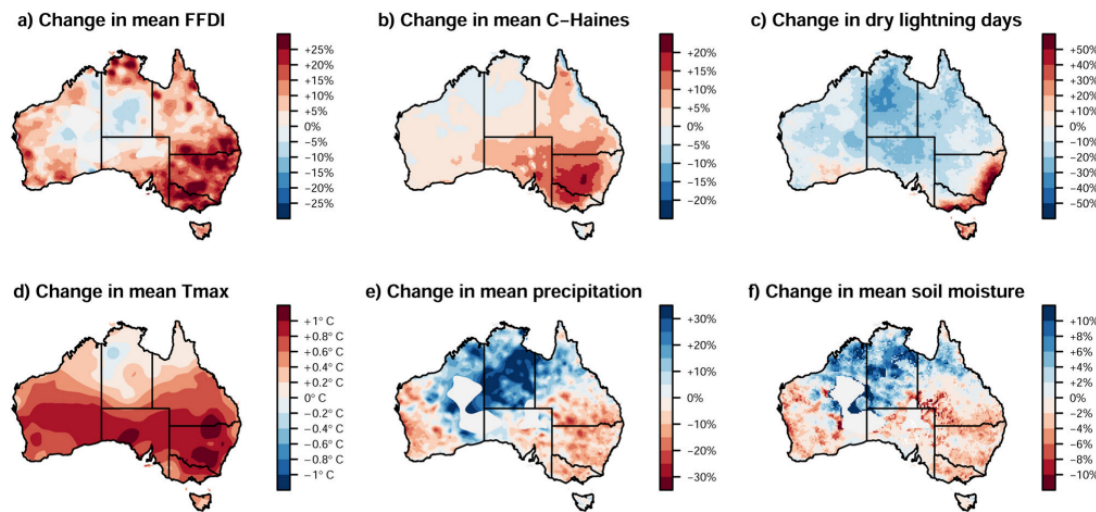 a) Change in mean FFDI
+25%
+20%
+15%
+10%
+5%
0%
−5%
−10%
−15%
−20%
−25%
b) Change in mean C−Haines
+20%
+15%
+10%
+5%
0%
−5%
−10%
−15%
−20%
c) Change in dry lightning days
+50%
+40%
+30%
+20%
+10%
0%
−10%
−20%
−30%
−40%
−50%
d) Change in mean Tmax
+1° C
+0.8° C
+0.6° C
+0.4° C
+0.2° C
0° C
−0.2° C
−0.4° C
−0.6° C
−0.8° C
−1° C
e) Change in mean precipitation
+30%
+20%
+10%
0%
−10%
−20%
−30%
f) Change in mean soil moisture
+10%
+8%
+6%
+4%
+2%
0%
−2%
−4%
−6%
−8%
−10%